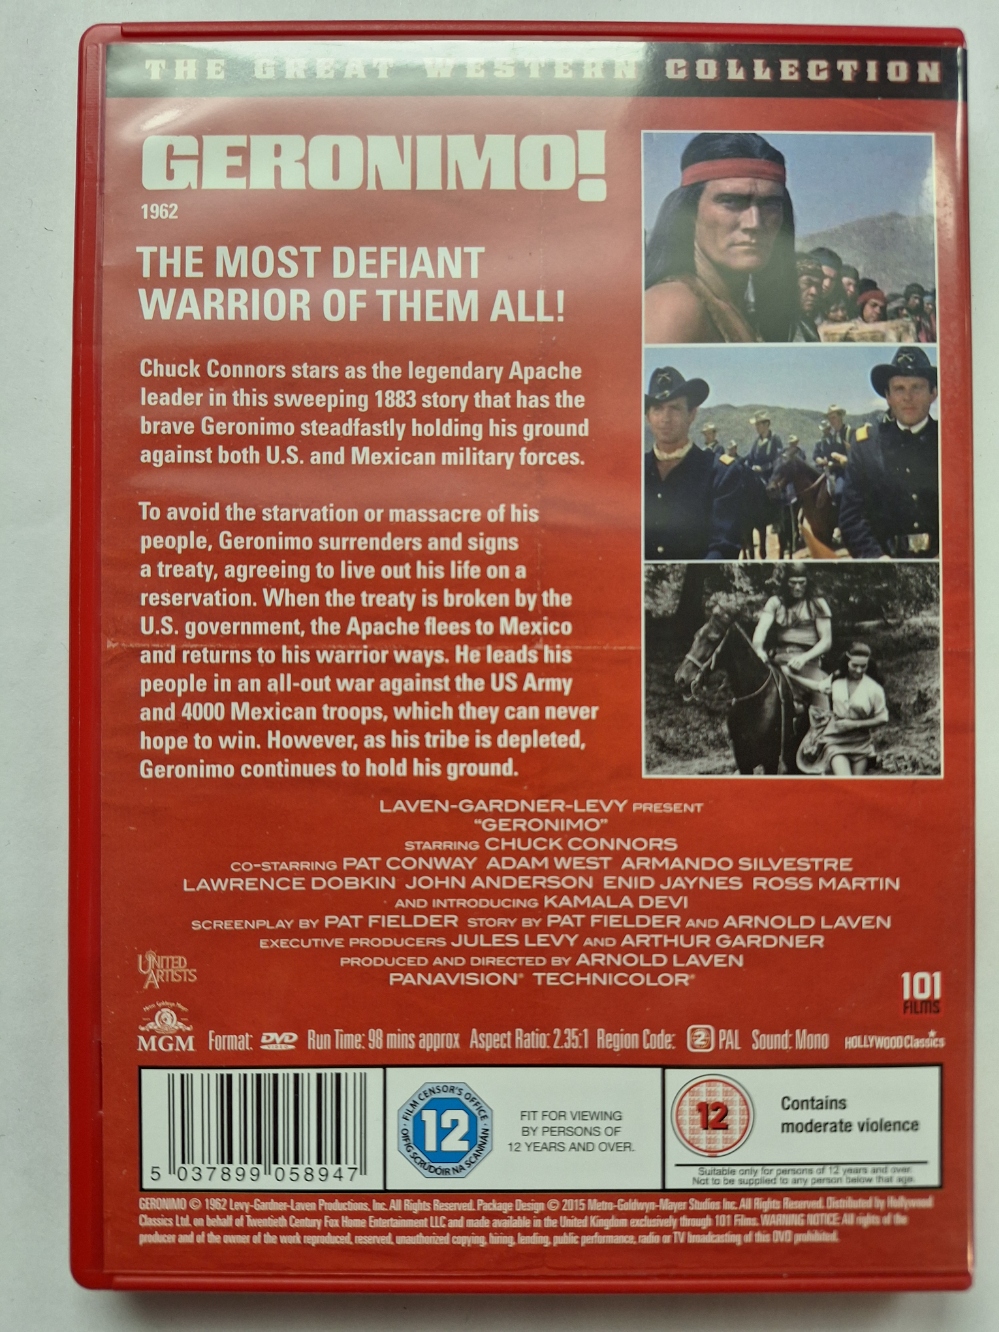 THE GREAT WESTERN COLLECTION
GERONIMO!
1962
THE MOST DEFIANT
WARRIOR OF THEM ALL!
Chuck Connors stars as the legendary Apache
leader in this sweeping 1883 story that has the
brave Geronimo steadfastly holding his ground
against both U.S. and Mexican military forces.
To avoid the starvation or massacre of his
people, Geronimo surrenders and signs
a treaty, agreeing to live out his life on a
reservation. When the treaty is broken by the
U.S. government, the Apache flees to Mexico
and returns to his warrior ways. He leads his
people in an all-out war against the US Army
and 4000 Mexican troops, which they can never
hope to win. However, as his tribe is depleted,
Geronimo continues to hold his ground.
LAVEN-GARDNER-LEVY PRESENT
"GERONIMO"
STARRING CHUCK CONNORS
CO-STARRING PAT CONWAY ADAM WEST ARMANDO SILVESTRE
LAWRENCE DOBKIN JOHN ANDERSON ENID JAYNES ROSS MARTIN
AND INTRODUCING KAMALA DEVI
SCREENPLAY BY PAT FIELDER STORY BY PAT FIELDER AND ARNOLD LAVEN
EXECUTIVE PRODUCERS JULES LEVY AND ARTHUR GARDNER
PRODUCED AND DIRECTED BY ARNOLD LAVEN
PANAVISION® TECHNICOLOR®
UNITED
ARTISTS
101
FILMS
MGM
Format: DVD VIDEO Run Time: 98 mins approx Aspect Ratio: 2.35:1 Region Code: 2 PAL Sound: Mono HOLLYWOOD Classics
5 037899 058947
FILM CENSOR'S OFFICE
12
OIFIG SCRÚDÓIR NA SCANNÁN
FIT FOR VIEWING
BY PERSONS OF
12 YEARS AND OVER.
12
Contains
moderate violence
Suitable only for persons of 12 years and over.
Not to be supplied to any person below that age.
GERONIMO © 1962 Levy-Gardner-Laven Productions, Inc. All Rights Reserved. Package Design © 2015 Metro-Goldwyn-Mayer Studios Inc. All Rights Reserved. Distributed by Hollywood
Classics Ltd. on behalf of Twentieth Century Fox Home Entertainment LLC and made available in the United Kingdom exclusively through 101 Films. WARNING NOTICE: All rights of the
producer and of the owner of the work reproduced, reserved, unauthorized copying, hiring, lending, public performance, radio or TV broadcasting of this DVD prohibited.